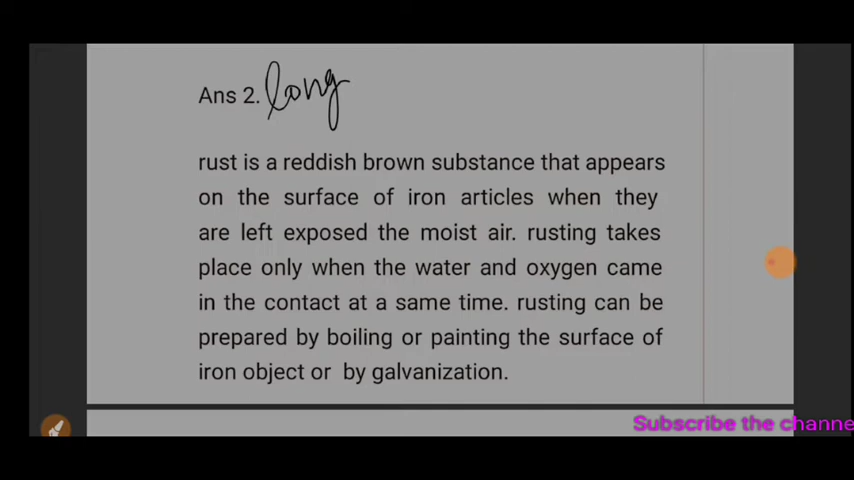 Ans 2. long
rust is a reddish brown substance that appears
on the surface of iron articles when they
are left exposed the moist air. rusting takes
place only when the water and oxygen came
in the contact at a same time. rusting can be
prepared by boiling or painting the surface of
iron object or by galvanization.
Subscribe the channe